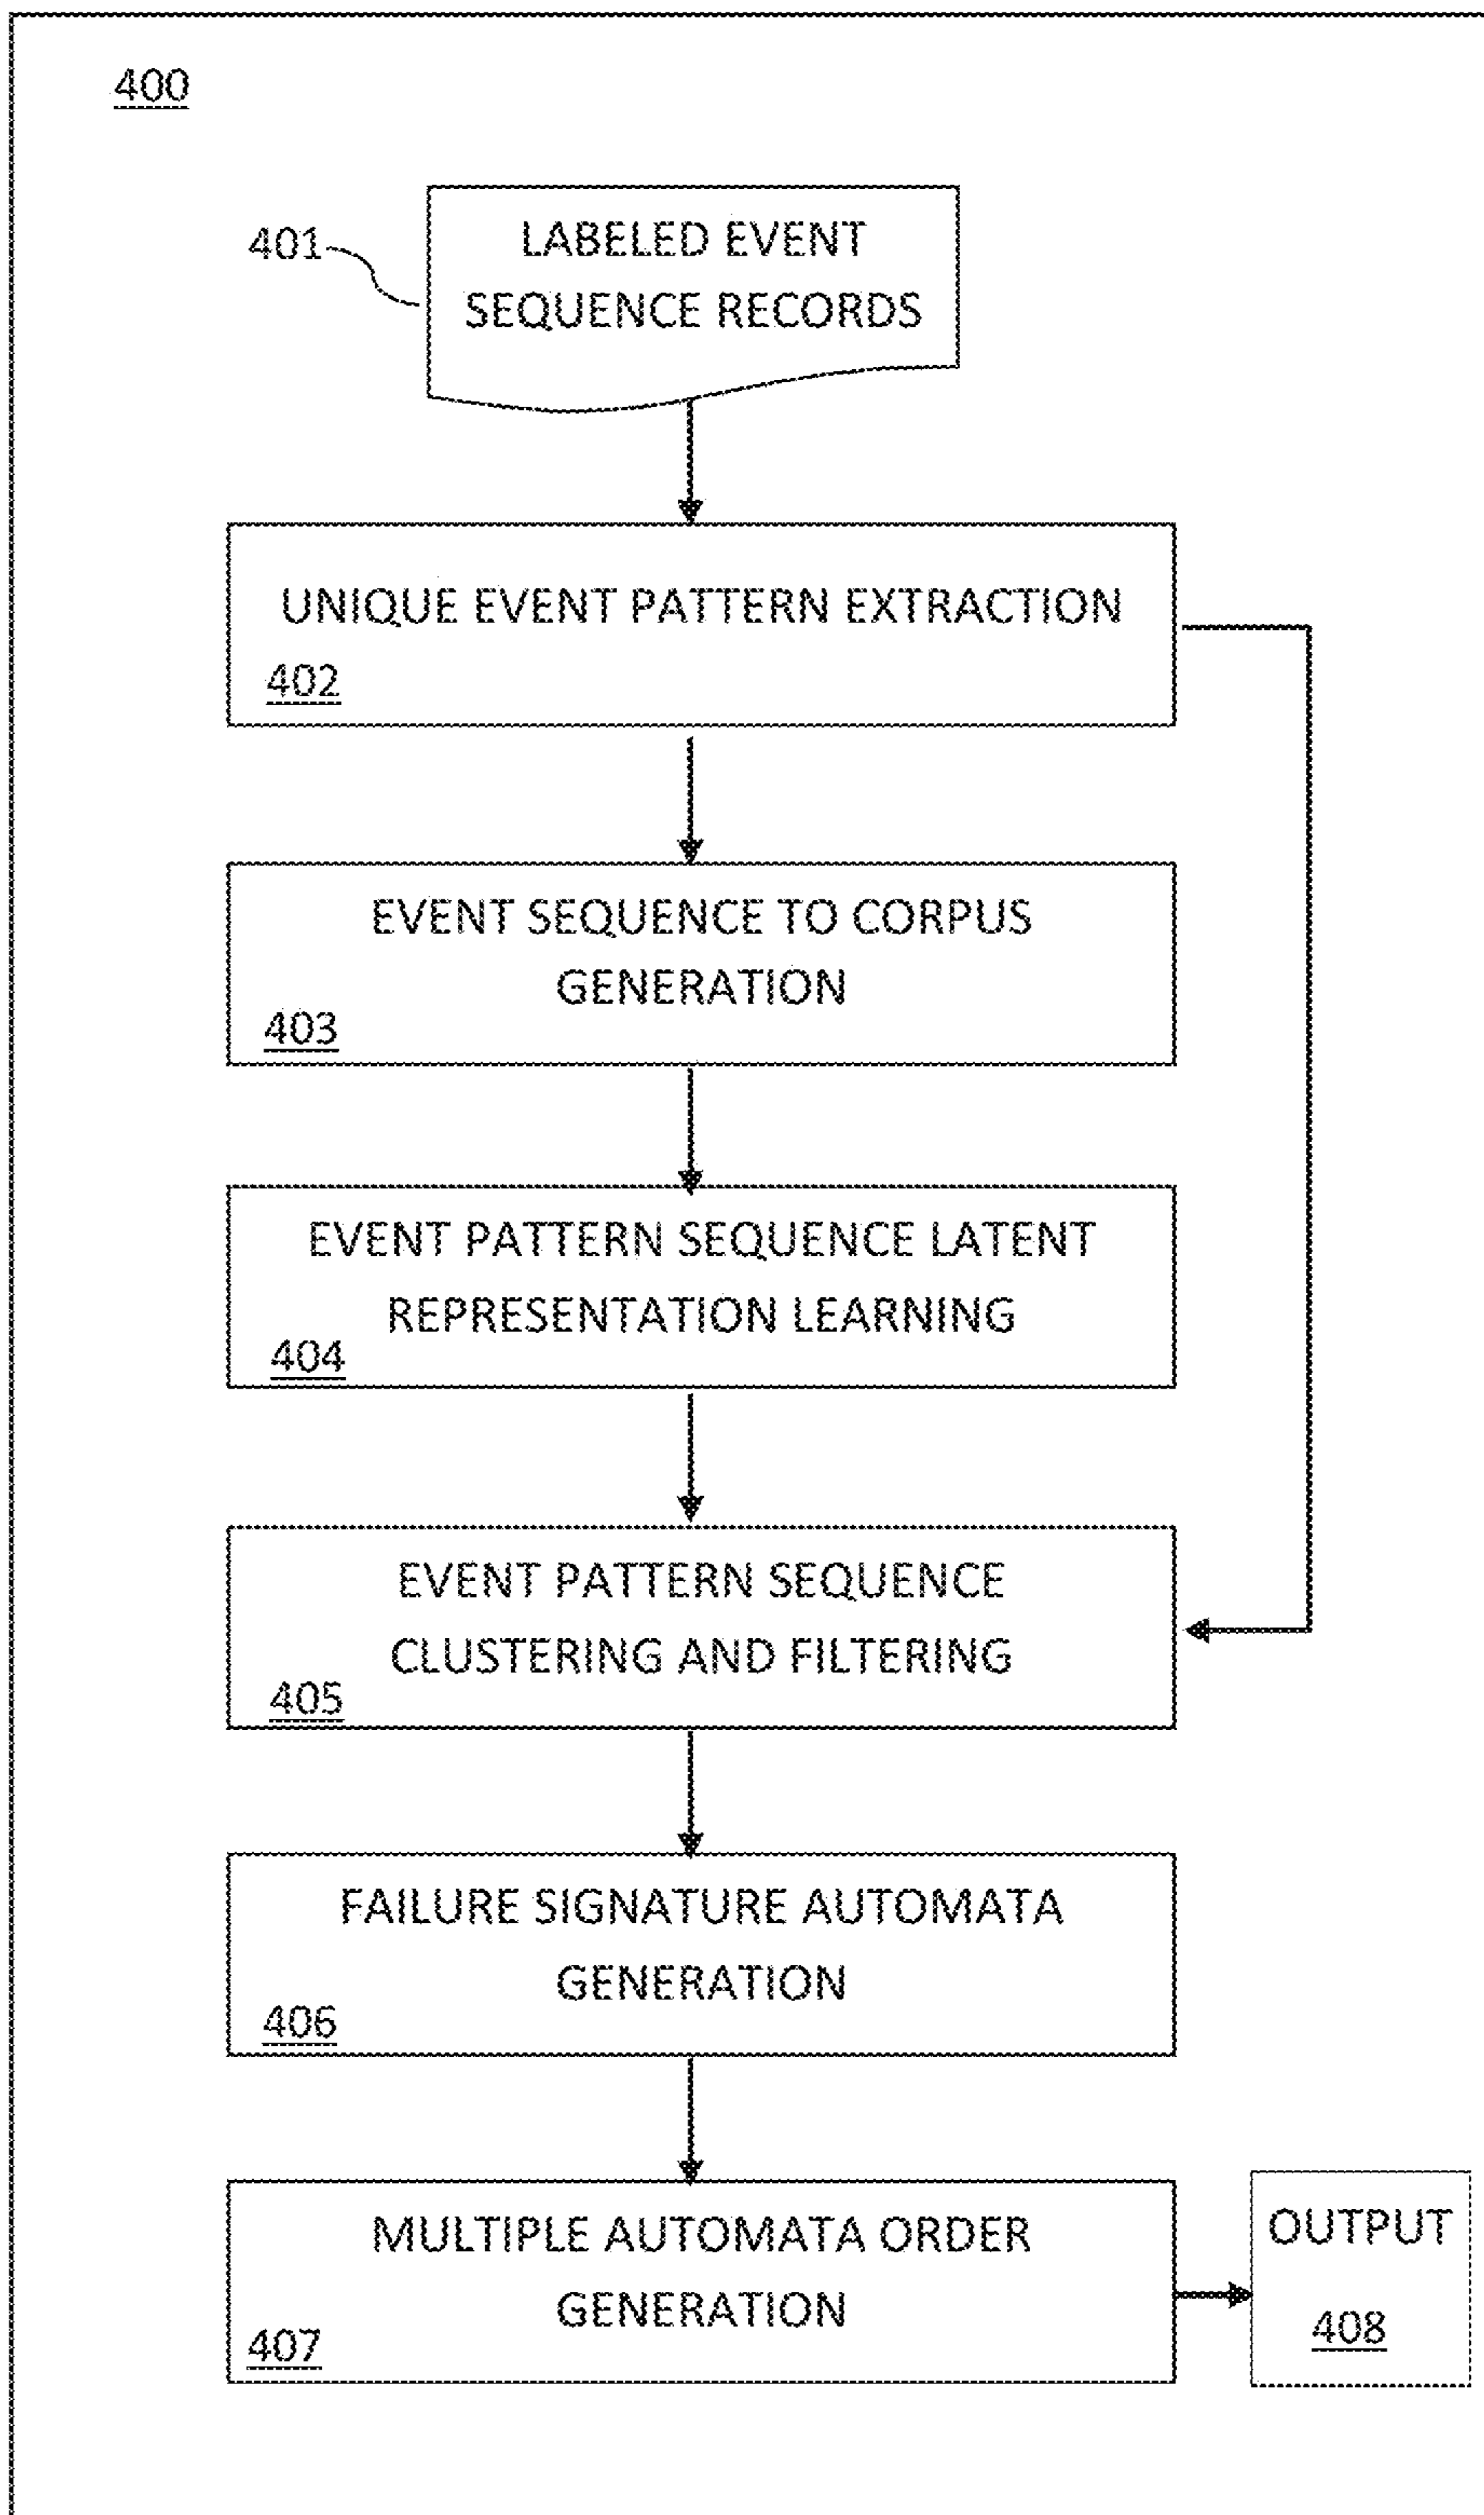 400
401
LABELED EVENT
SEQUENCE RECORDS
UNIQUE EVENT PATTERN EXTRACTION
402
EVENT SEQUENCE TO CORPUS
GENERATION
403
EVENT PATTERN SEQUENCE LATENT
REPRESENTATION LEARNING
404
EVENT PATTERN SEQUENCE
CLUSTERING AND FILTERING
405
FAILURE SIGNATURE AUTOMATA
GENERATION
406
MULTIPLE AUTOMATA ORDER
GENERATION
407
OUTPUT
408